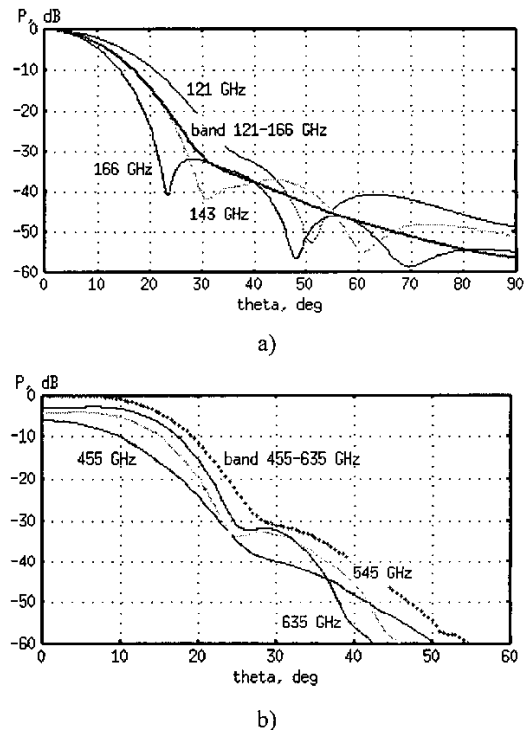 P, dB
0
-10
-20
-30
-40
-50
-60
121 GHz
band 121-166 GHz
166 GHz
143 GHz
0 10 20 30 40 50 60 70 80 90
theta, deg
a)
P, dB
0
-10
-20
-30
-40
-50
-60
455 GHz
band 455-635 GHz
545 GHz
635 GHz
0 10 20 30 40 50 60
theta, deg
b)